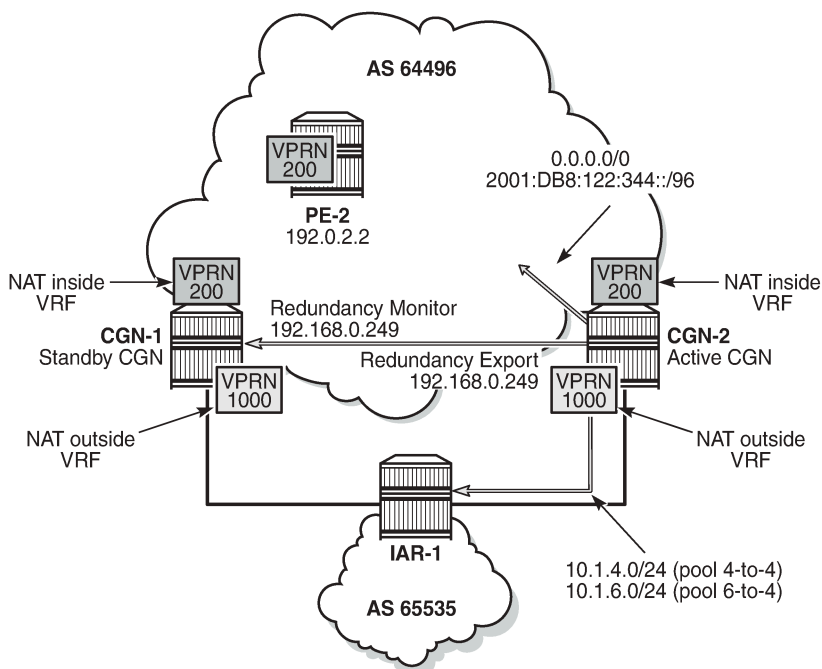 AS 64496
VPRN
200
PE-2
192.0.2.2
0.0.0.0/0
2001:DB8:122:344::/96
NAT inside
VRF
VPRN
200
VPRN
200
NAT inside
VRF
CGN-1
Standby CGN
Redundancy Monitor
192.168.0.249
Redundancy Export
192.168.0.249
CGN-2
Active CGN
VPRN
1000
VPRN
1000
NAT outside
VRF
NAT outside
VRF
IAR-1
AS 65535
10.1.4.0/24 (pool 4-to-4)
10.1.6.0/24 (pool 6-to-4)